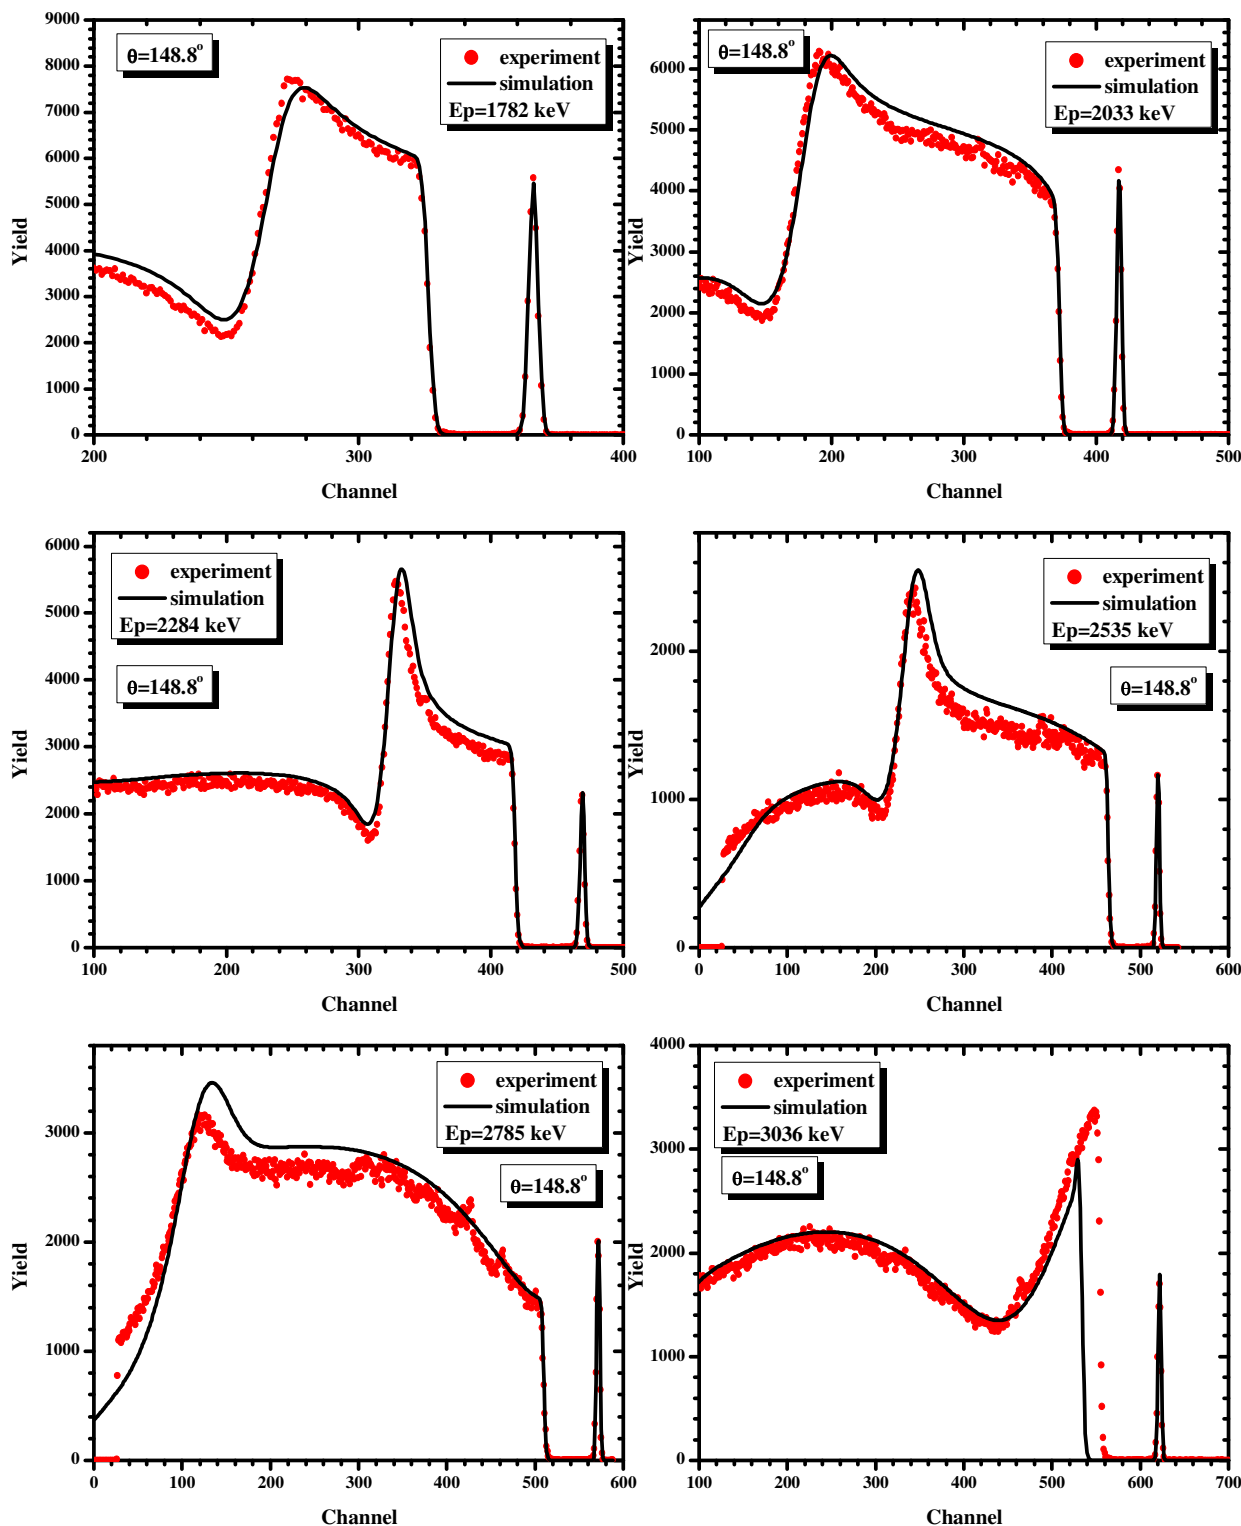 9000
8000
7000
6000
5000
4000
3000
2000
1000
0
200
300
400
Yield
Channel
θ=148.8°
experiment
simulation
Ep=1782 keV
6000
5000
4000
3000
2000
1000
0
100
200
300
400
500
Yield
Channel
θ=148.8°
experiment
simulation
Ep=2033 keV
6000
5000
4000
3000
2000
1000
0
100
200
300
400
500
Yield
Channel
experiment
simulation
Ep=2284 keV
θ=148.8°
2000
1000
0
0
100
200
300
400
500
600
Yield
Channel
experiment
simulation
Ep=2535 keV
θ=148.8°
3000
2000
1000
0
0
100
200
300
400
500
600
Yield
Channel
experiment
simulation
Ep=2785 keV
θ=148.8°
4000
3000
2000
1000
0
100
200
300
400
500
600
700
Yield
Channel
experiment
simulation
Ep=3036 keV
θ=148.8°